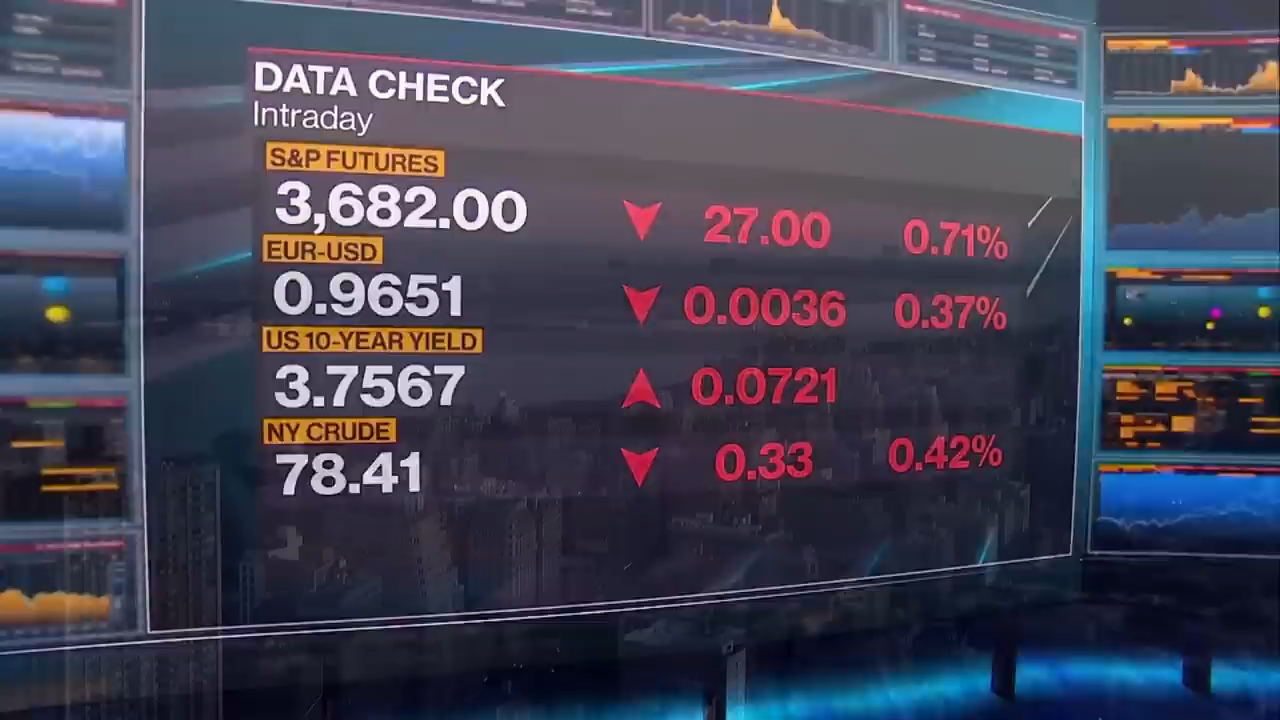 DATA CHECK
Intraday
S&P FUTURES
3,682.00 27.00 0.71%
EUR-USD
0.9651 0.0036 0.37%
US 10-YEAR YIELD
3.7567 0.0721
NY CRUDE
78.41 0.33 0.42%